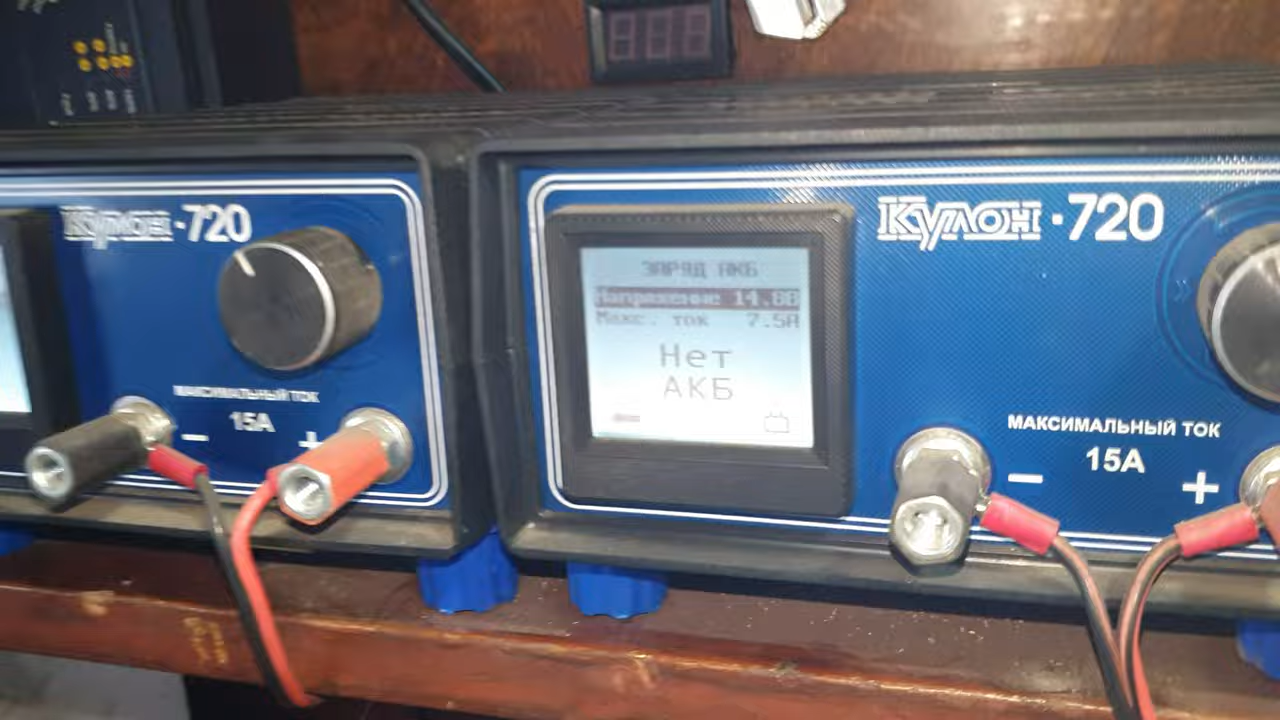 Кулон-720
МАКСИМАЛЬНЫЙ ТОК
15А
− +
Кулон·720
ЗАРЯД АКБ
Напряжение 14.80
Макс. ток 7.5А
Нет
АКБ
МАКСИМАЛЬНЫЙ ТОК
15А
− +